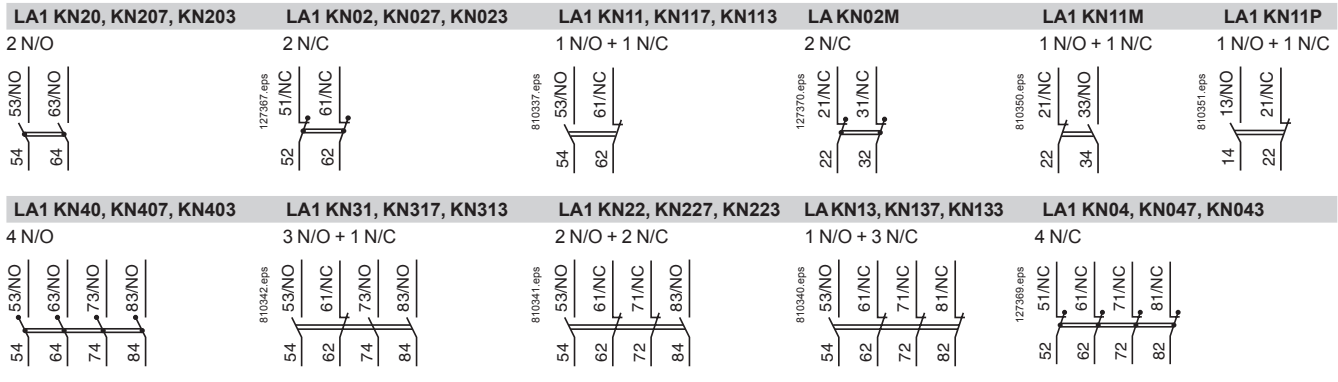 LA1 KN20, KN207, KN203 LA1 KN02, KN027, KN023 LA1 KN11, KN117, KN113 LA KN02M LA1 KN11M LA1 KN11P
2 N/O 2 N/C 1 N/O + 1 N/C 2 N/C 1 N/O + 1 N/C 1 N/O + 1 N/C
53/NO 63/NO 127367.eps 51/NC 61/NC 810337.eps 53/NO 61/NC 127370.eps 21/NC 31/NC 810350.eps 21/NC 33/NO 810351.eps 13/NO 21/NC
54 64 52 62 54 62 22 32 22 34 14 22
LA1 KN40, KN407, KN403 LA1 KN31, KN317, KN313 LA1 KN22, KN227, KN223 LA KN13, KN137, KN133 LA1 KN04, KN047, KN043
4 N/O 3 N/O + 1 N/C 2 N/O + 2 N/C 1 N/O + 3 N/C 4 N/C
53/NO 63/NO 73/NO 83/NO 810342.eps 53/NO 61/NC 73/NO 83/NO 810341.eps 53/NO 61/NC 71/NC 83/NO 810340.eps 53/NO 61/NC 71/NC 81/NC 127369.eps 51/NC 61/NC 71/NC 81/NC
54 64 74 84 54 62 74 84 54 62 72 84 54 62 72 82 52 62 72 82